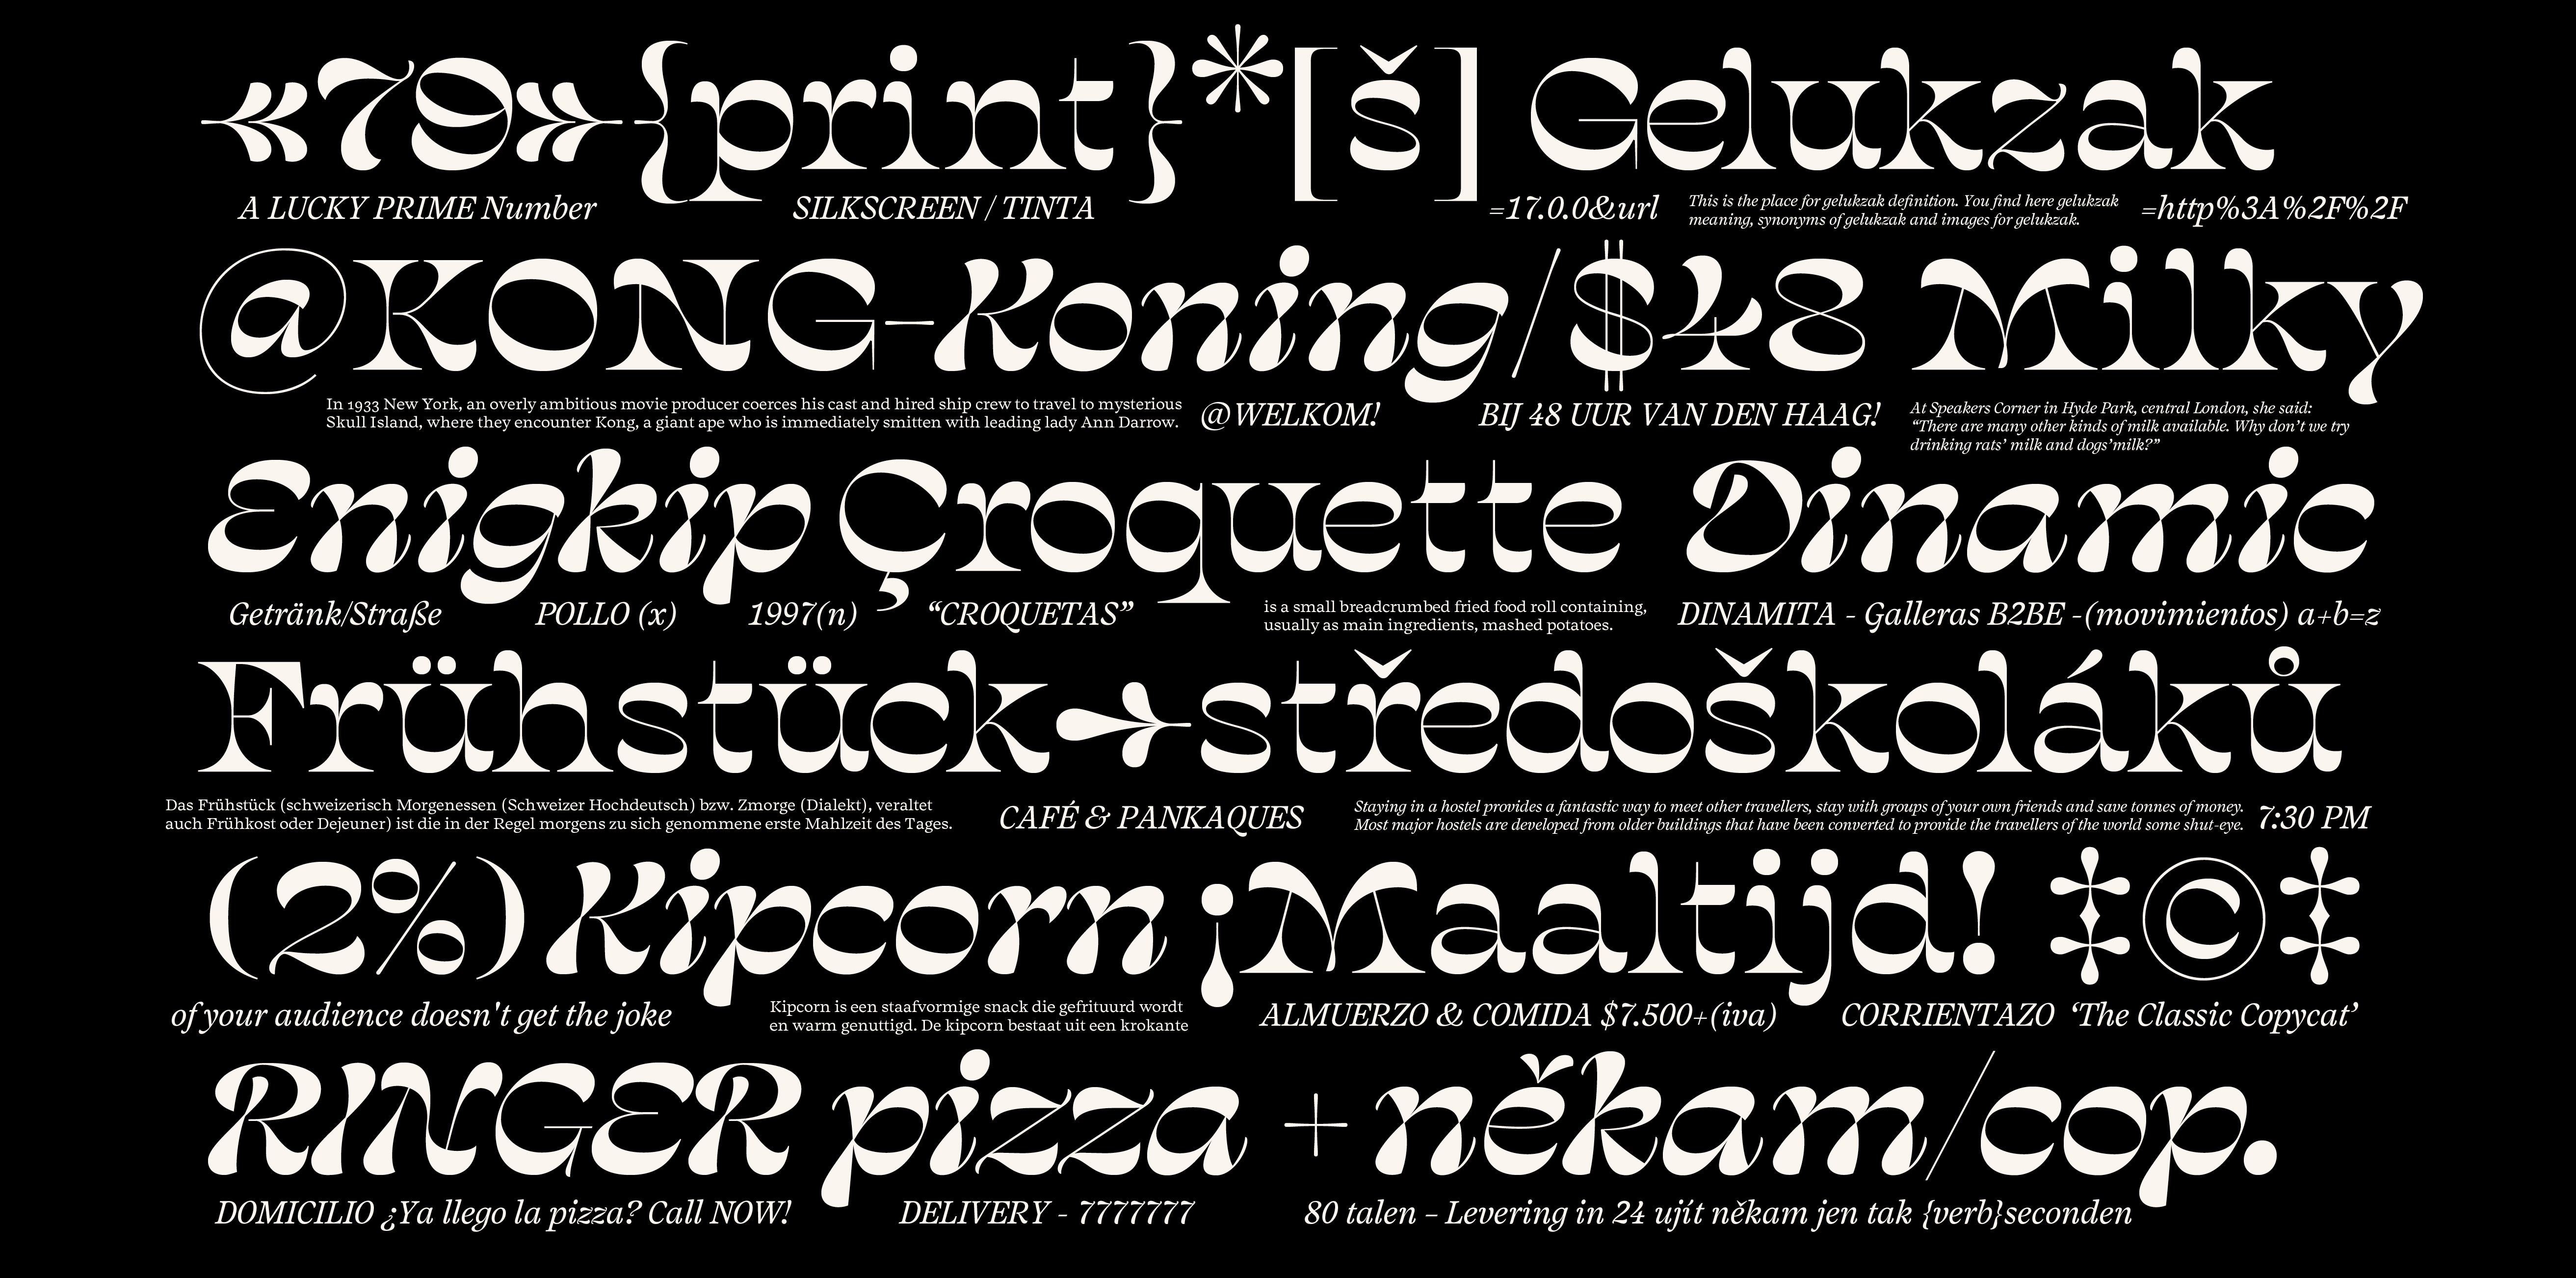 «79»{print}*[š] Gelukzak
A LUCKY PRIME Number
SILKSCREEN / TINTA
=17.0.0&url
This is the place for gelukzak definition. You find here gelukzak
meaning, synonyms of gelukzak and images for gelukzak.
=http%3A%2F%2F
@KONG-Koning/$48 Milky
In 1933 New York, an overly ambitious movie producer coerces his cast and hired ship crew to travel to mysterious
Skull Island, where they encounter Kong, a giant ape who is immediately smitten with leading lady Ann Darrow.
@WELKOM!
BIJ 48 UUR VAN DEN HAAG!
At Speakers Corner in Hyde Park, central London, she said:
“There are many other kinds of milk available. Why don’t we try
drinking rats’ milk and dogs’milk?”
Enigkip Çroquette Dinamic
Getränk/Straße
POLLO (x)
1997(n)
“CROQUETAS”
is a small breadcrumbed fried food roll containing,
usually as main ingredients, mashed potatoes.
DINAMITA - Galleras B2BE -(movimientos) a+b=z
Frühstück→středoškoláků
Das Frühstück (schweizerisch Morgenessen (Schweizer Hochdeutsch) bzw. Zmorge (Dialekt), veraltet
auch Frühkost oder Dejeuner) ist die in der Regel morgens zu sich genommene erste Mahlzeit des Tages.
CAFÉ & PANKAQUES
Staying in a hostel provides a fantastic way to meet other travellers, stay with groups of your own friends and save tonnes of money.
Most major hostels are developed from older buildings that have been converted to provide the travellers of the world some shut-eye.
7:30 PM
(2%) Kipcorn ¡Maaltijd! ‡©‡
of your audience doesn't get the joke
Kipcorn is een staafvormige snack die gefrituurd wordt
en warm genuttigd. De kipcorn bestaat uit een krokante
ALMUERZO & COMIDA $7.500+(iva)
CORRIENTAZO ‘The Classic Copycat’
RINGER pizza + někam/cop.
DOMICILIO ¿Ya llego la pizza? Call NOW!
DELIVERY - 7777777
80 talen – Levering in 24 ujít někam jen tak {verb}seconden